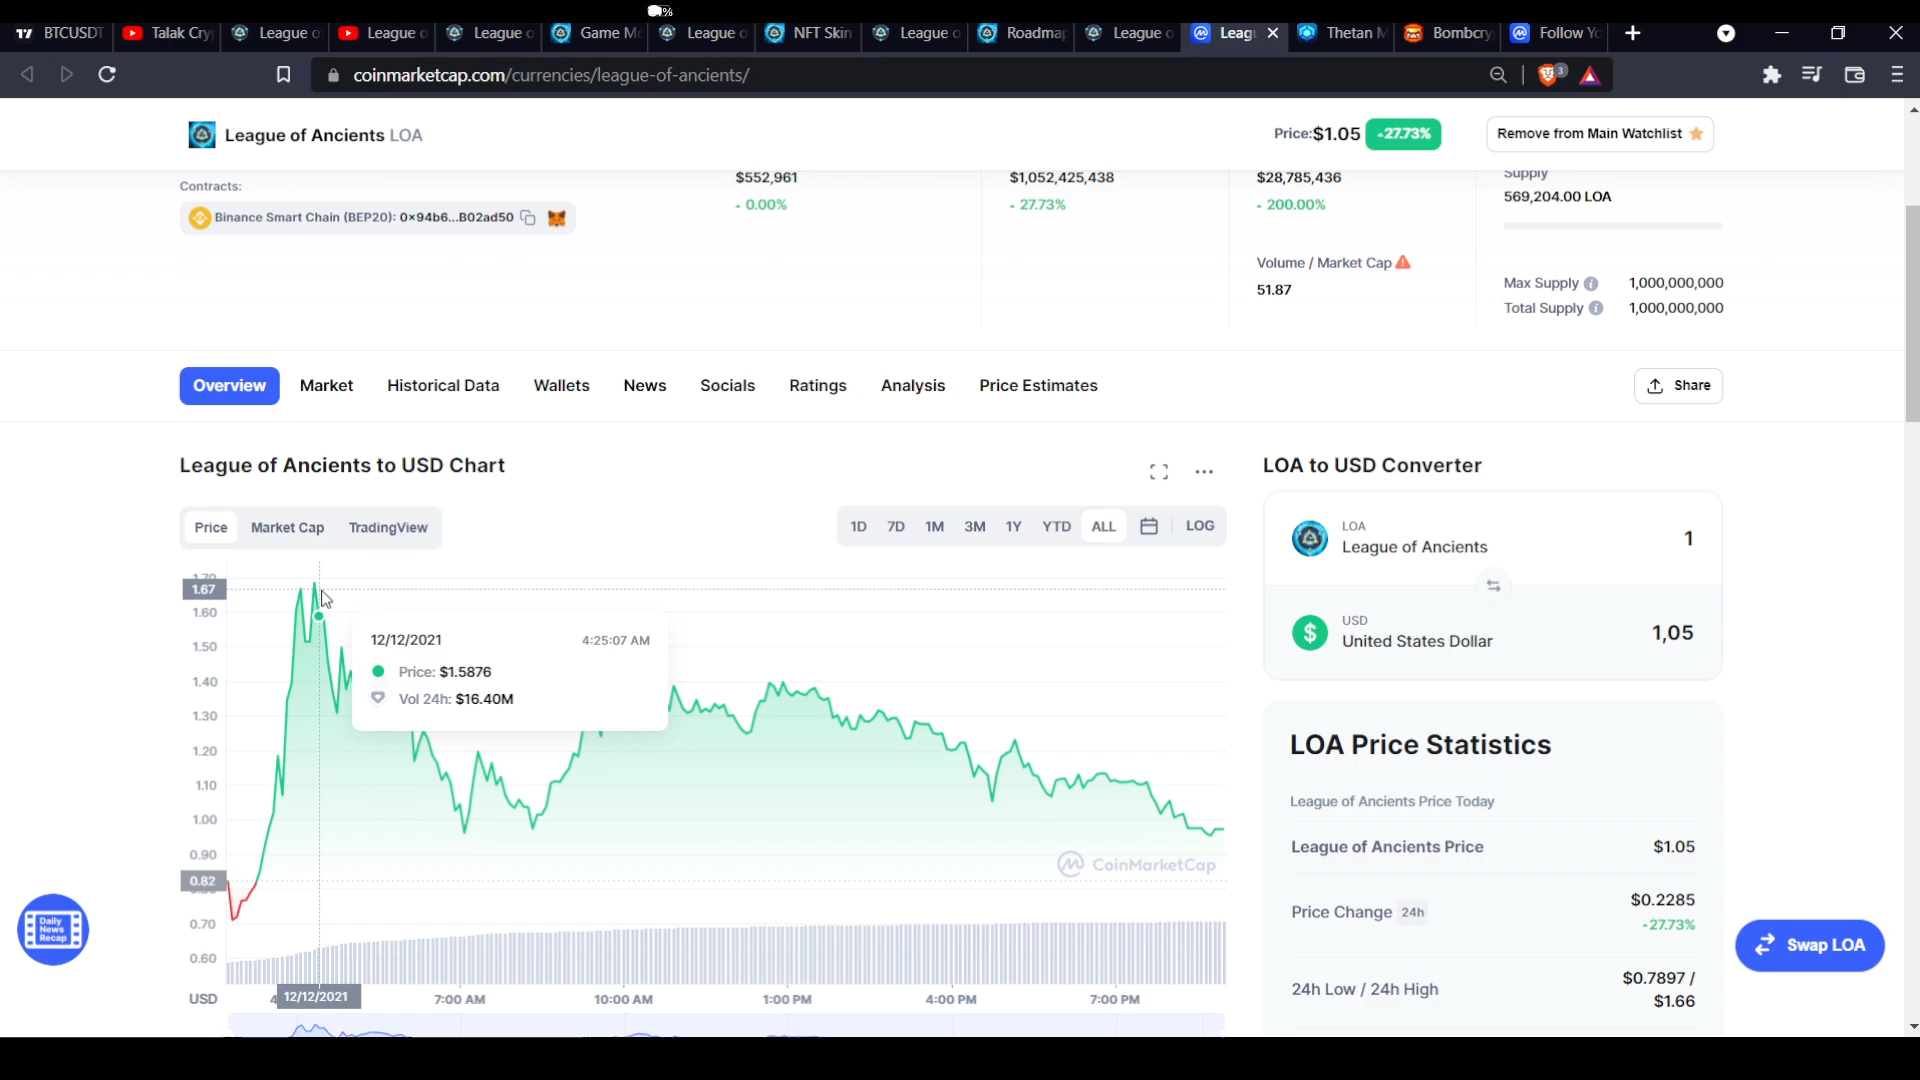 %
BTCUSDT
Talak Cry
League o
League o
League o
Game M
League o
NFT Skin
League o
Roadmap
League o
Leagu
Thetan M
Bombcry
Follow Yo
coinmarketcap.com/currencies/league-of-ancients/
3
League of Ancients LOA
Price:$1.05
27.73%
Remove from Main Watchlist
Contracts:
Binance Smart Chain (BEP20): 0x94b6...B02ad50
$552,961
0.00%
$1,052,425,438
27.73%
$28,785,436
200.00%
Volume / Market Cap
51.87
Supply
569,204.00 LOA
Max Supply 1,000,000,000
Total Supply 1,000,000,000
Overview
Market
Historical Data
Wallets
News
Socials
Ratings
Analysis
Price Estimates
Share
League of Ancients to USD Chart
Price
Market Cap
TradingView
1D
7D
1M
3M
1Y
YTD
ALL
LOG
1.70
1.67
1.60
1.50
1.40
1.30
1.20
1.10
1.00
0.90
0.82
0.70
0.60
12/12/2021 4:25:07 AM
Price: $1.5876
Vol 24h: $16.40M
CoinMarketCap
USD
12/12/2021
7:00 AM
10:00 AM
1:00 PM
4:00 PM
7:00 PM
LOA to USD Converter
LOA
League of Ancients
1
USD
United States Dollar
1,05
LOA Price Statistics
League of Ancients Price Today
League of Ancients Price
$1.05
Price Change 24h
$0.2285
27.73%
24h Low / 24h High
$0.7897 /
$1.66
Daily
News
Recap
Swap LOA